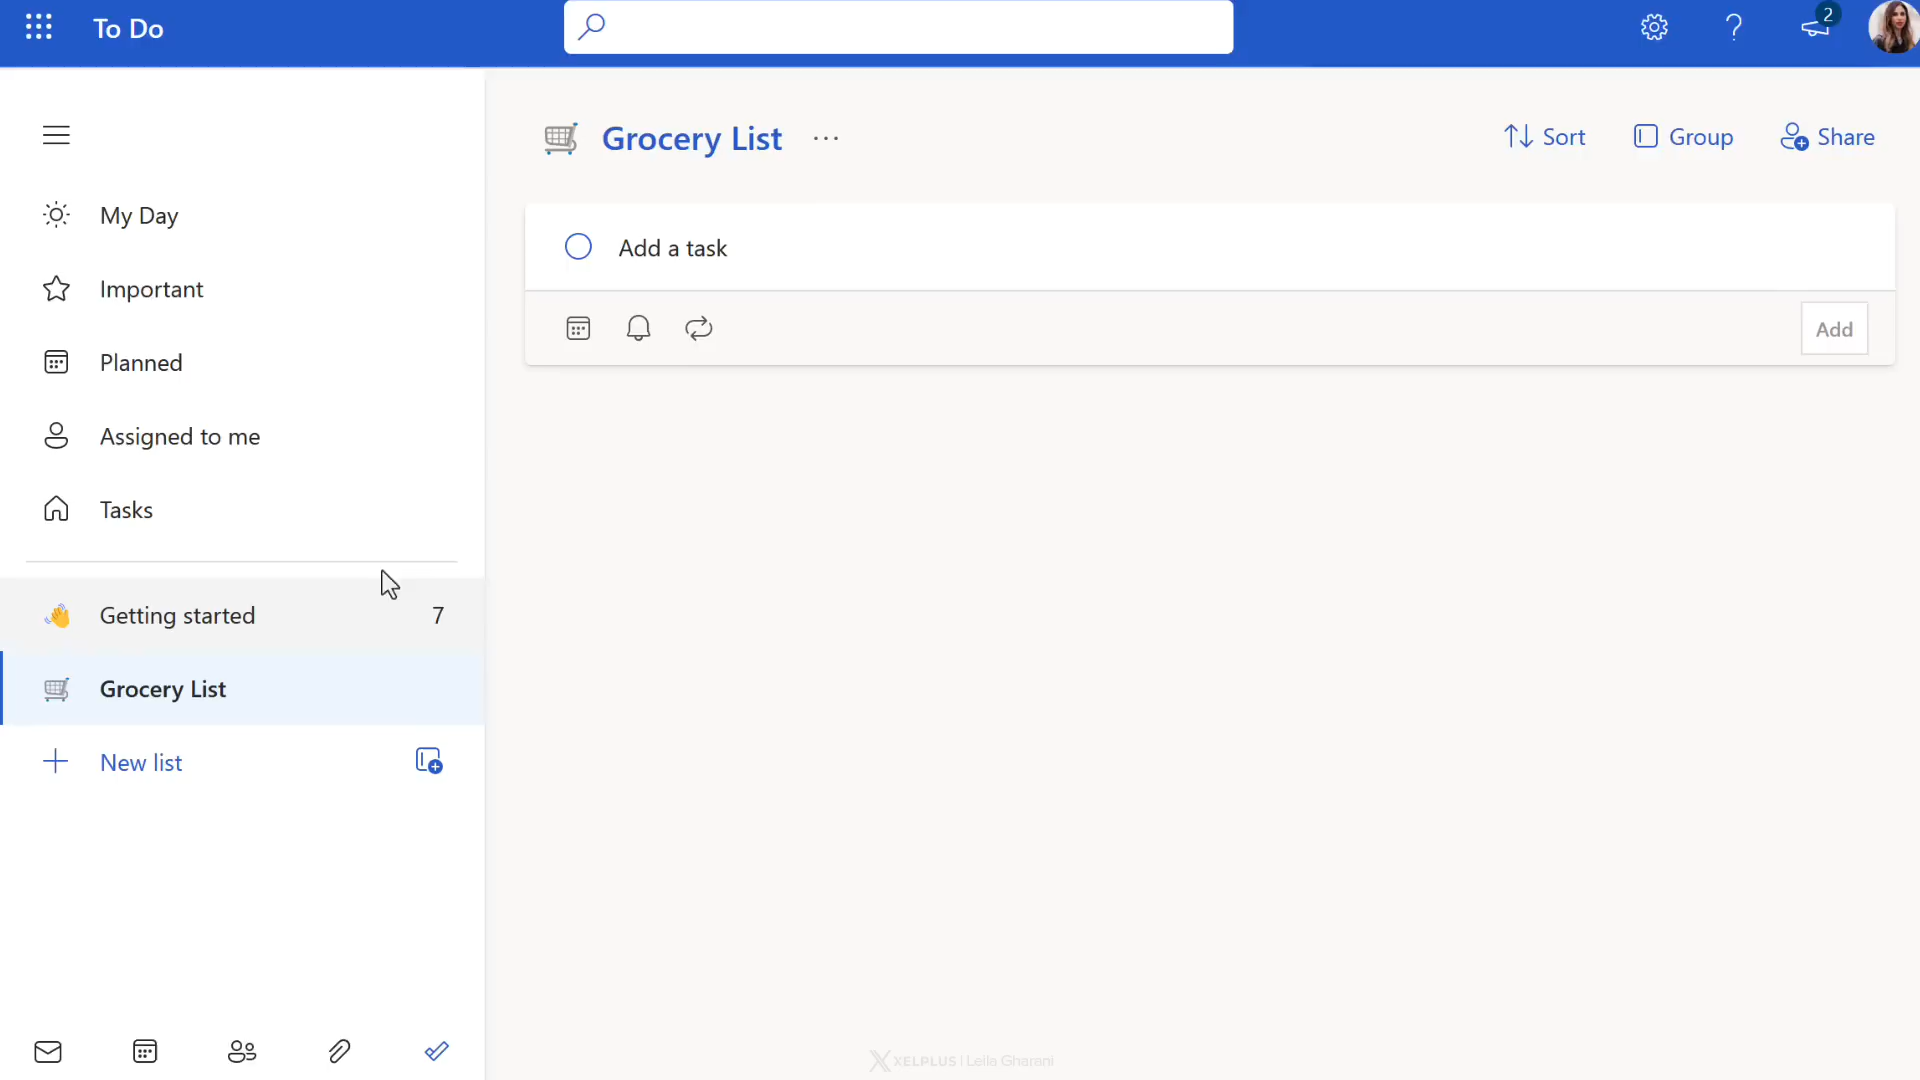 To Do
2
Grocery List
Sort
Group
Share
My Day
Add a task
Important
Add
Planned
Assigned to me
Tasks
Getting started 7
Grocery List
New list
XELPLUS | Leila Gharani